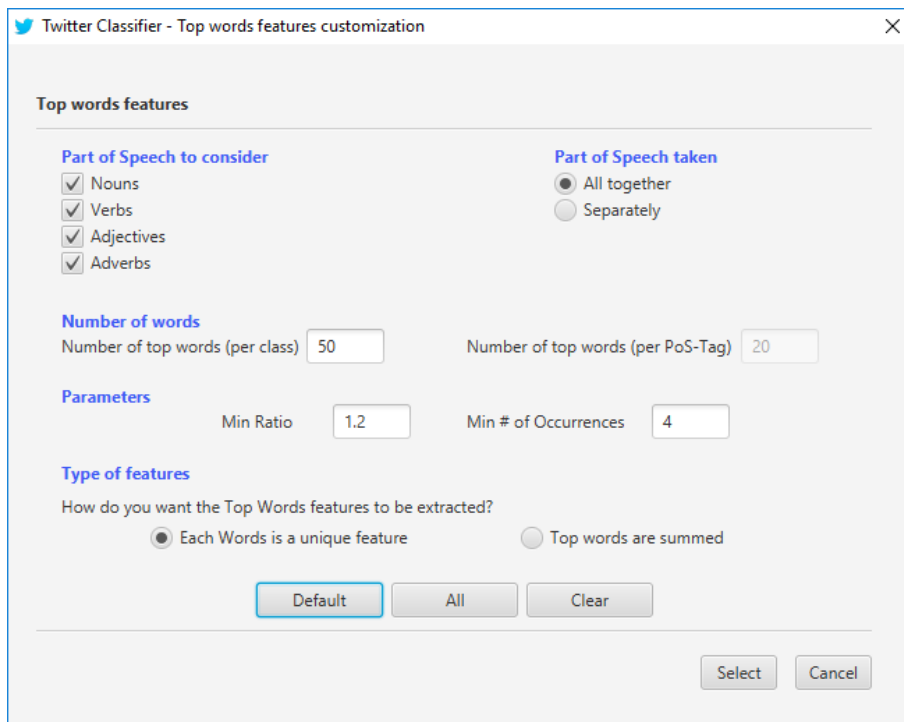 Twitter Classifier - Top words features customization
Top words features
Part of Speech to consider
Nouns
Verbs
Adjectives
Adverbs
Part of Speech taken
All together
Separately
Number of words
Number of top words (per class) 50 Number of top words (per PoS-Tag) 20
Parameters
Min Ratio 1.2 Min # of Occurrences 4
Type of features
How do you want the Top Words features to be extracted?
Each Words is a unique feature Top words are summed
Default All Clear
Select Cancel